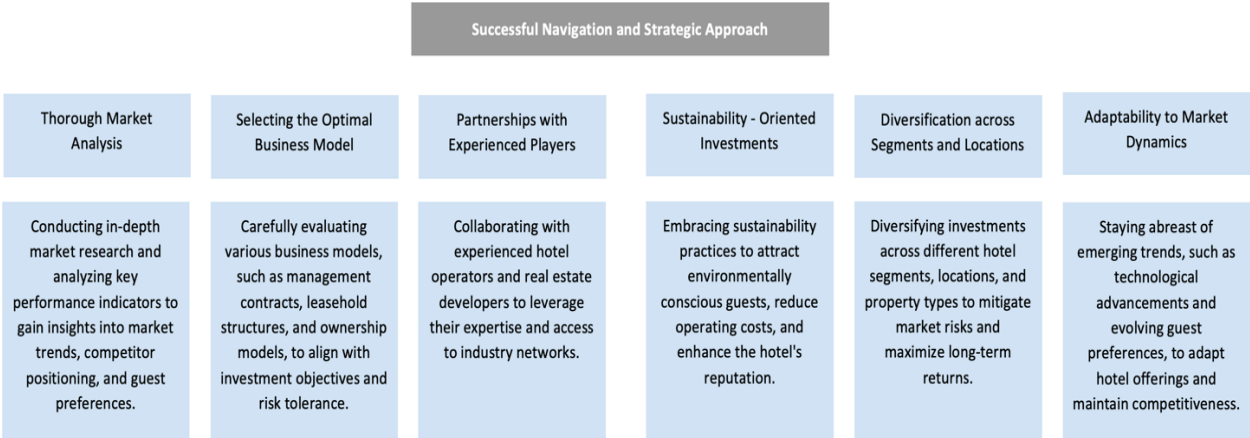 Successful Navigation and Strategic Approach
Thorough Market
Analysis
Selecting the Optimal
Business Model
Partnerships with
Experienced Players
Sustainability - Oriented
Investments
Diversification across
Segments and Locations
Adaptability to Market
Dynamics
Conducting in-depth
market research and
analyzing key
performance indicators to
gain insights into market
trends, competitor
positioning, and guest
preferences.
Carefully evaluating
various business models,
such as management
contracts, leasehold
structures, and ownership
models, to align with
investment objectives and
risk tolerance.
Collaborating with
experienced hotel
operators and real estate
developers to leverage
their expertise and access
to industry networks.
Embracing sustainability
practices to attract
environmentally
conscious guests, reduce
operating costs, and
enhance the hotel's
reputation.
Diversifying investments
across different hotel
segments, locations, and
property types to mitigate
market risks and
maximize long-term
returns.
Staying abreast of
emerging trends, such as
technological
advancements and
evolving guest
preferences, to adapt
hotel offerings and
maintain competitiveness.